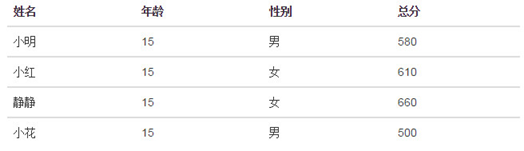 姓名 年龄 性别 总分
小明 15 男 580
小红 15 女 610
静静 15 女 660
小花 15 男 500